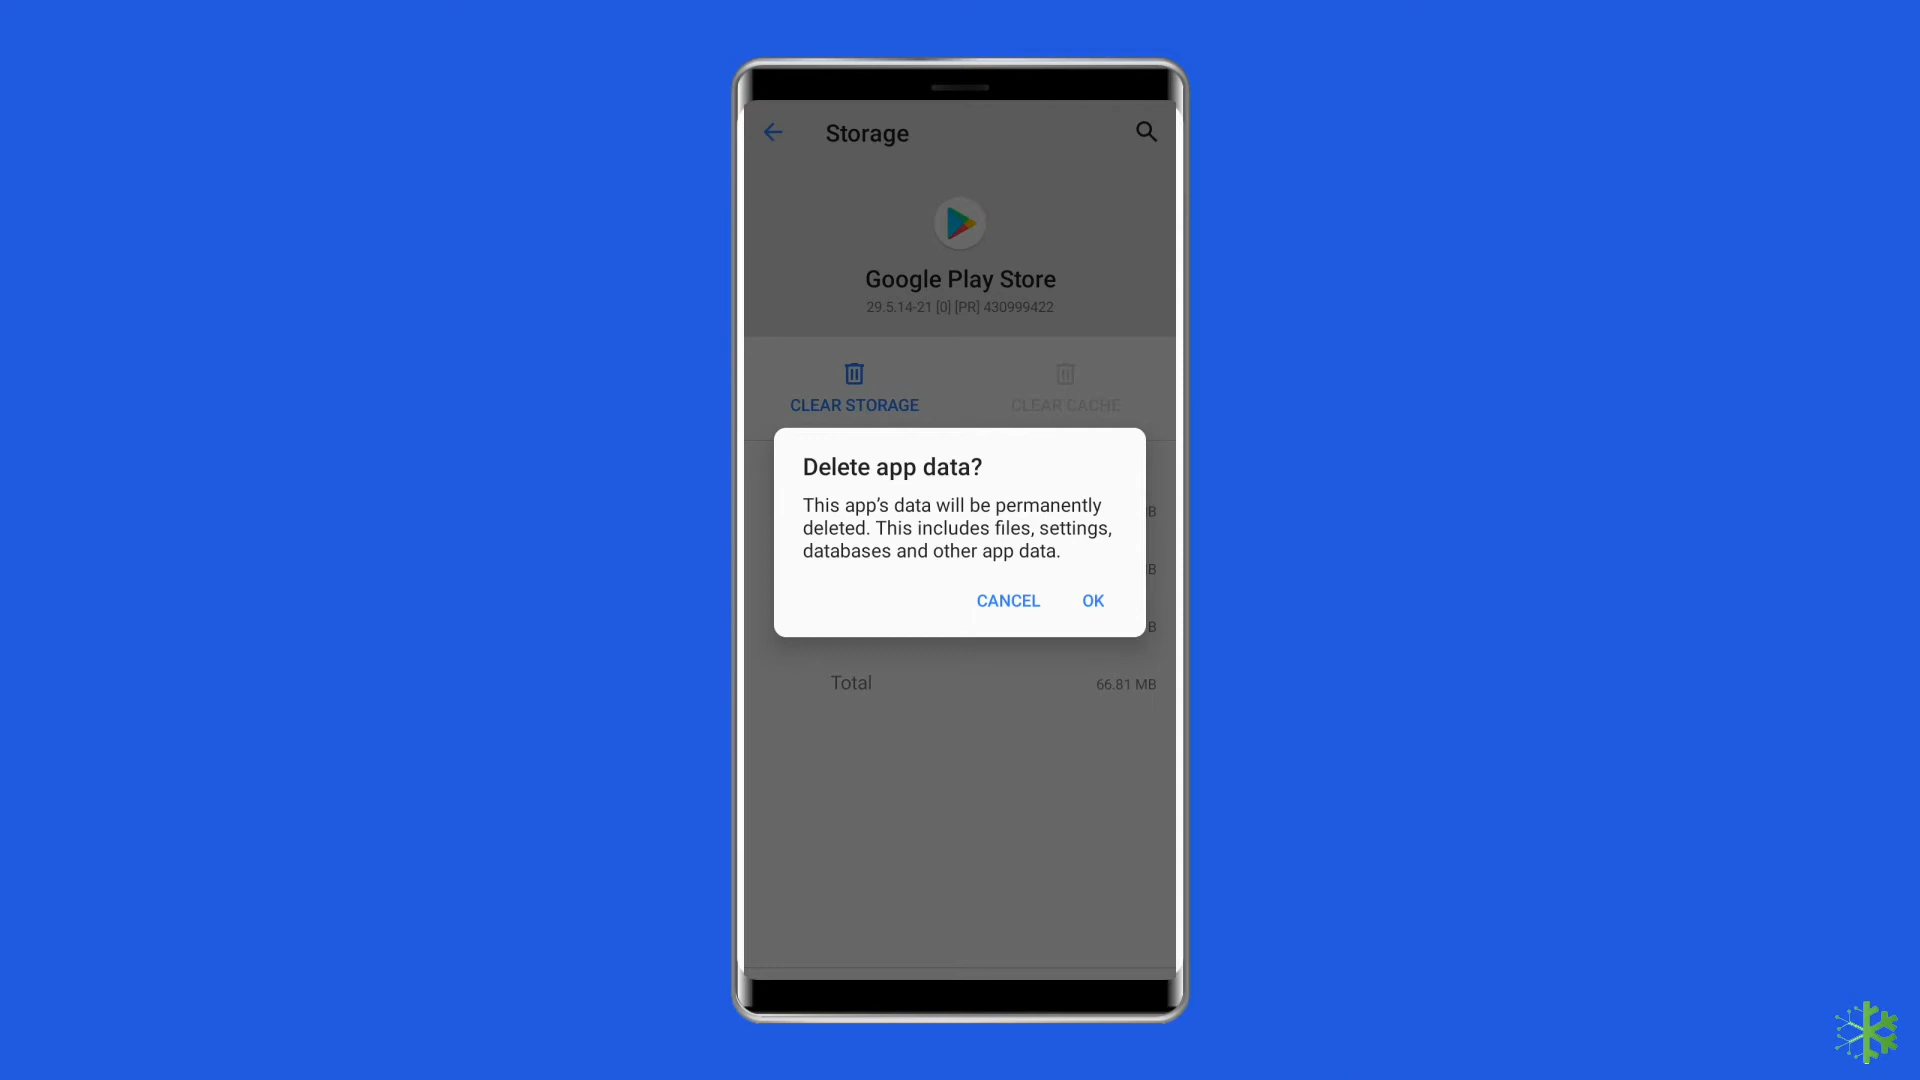 Storage
Google Play Store
29.5.14-21 [0] [PR] 430999422
CLEAR STORAGE
CLEAR CACHE
Delete app data?
This app’s data will be permanently
deleted. This includes files, settings,
databases and other app data.
CANCEL
OK
Total
66.81 MB